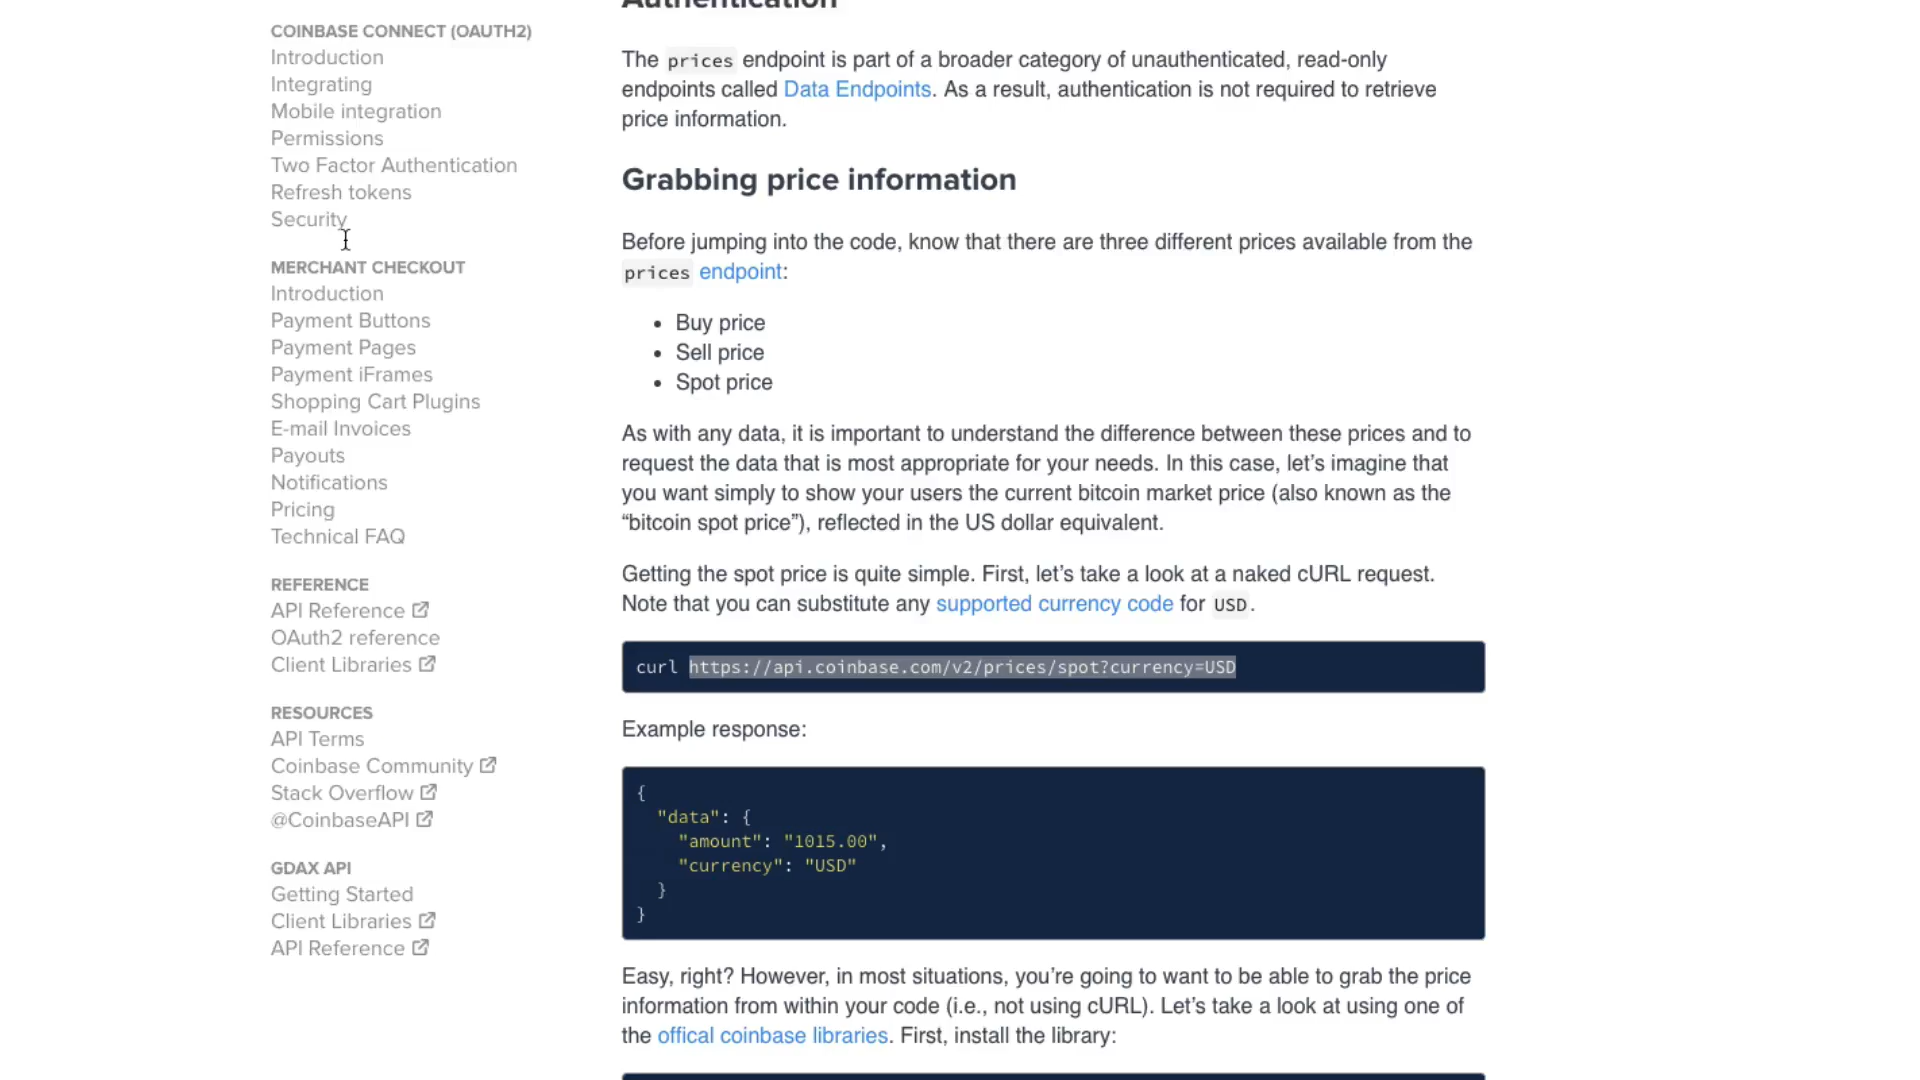 COINBASE CONNECT (OAUTH2)
Introduction
Integrating
Mobile integration
Permissions
Two Factor Authentication
Refresh tokens
Security
MERCHANT CHECKOUT
Introduction
Payment Buttons
Payment Pages
Payment iFrames
Shopping Cart Plugins
E-mail Invoices
Payouts
Notifications
Pricing
Technical FAQ
REFERENCE
API Reference
OAuth2 reference
Client Libraries
RESOURCES
API Terms
Coinbase Community
Stack Overflow
@CoinbaseAPI
GDAX API
Getting Started
Client Libraries
API Reference
Authentication
The prices endpoint is part of a broader category of unauthenticated, read-only
endpoints called Data Endpoints. As a result, authentication is not required to retrieve
price information.
Grabbing price information
Before jumping into the code, know that there are three different prices available from the
prices endpoint:
• Buy price
• Sell price
• Spot price
As with any data, it is important to understand the difference between these prices and to
request the data that is most appropriate for your needs. In this case, let’s imagine that
you want simply to show your users the current bitcoin market price (also known as the
“bitcoin spot price”), reflected in the US dollar equivalent.
Getting the spot price is quite simple. First, let’s take a look at a naked cURL request.
Note that you can substitute any supported currency code for USD.
curl https://api.coinbase.com/v2/prices/spot?currency=USD
Example response:
{
"data": {
"amount": "1015.00",
"currency": "USD"
}
}
Easy, right? However, in most situations, you’re going to want to be able to grab the price
information from within your code (i.e., not using cURL). Let’s take a look at using one of
the offical coinbase libraries. First, install the library: